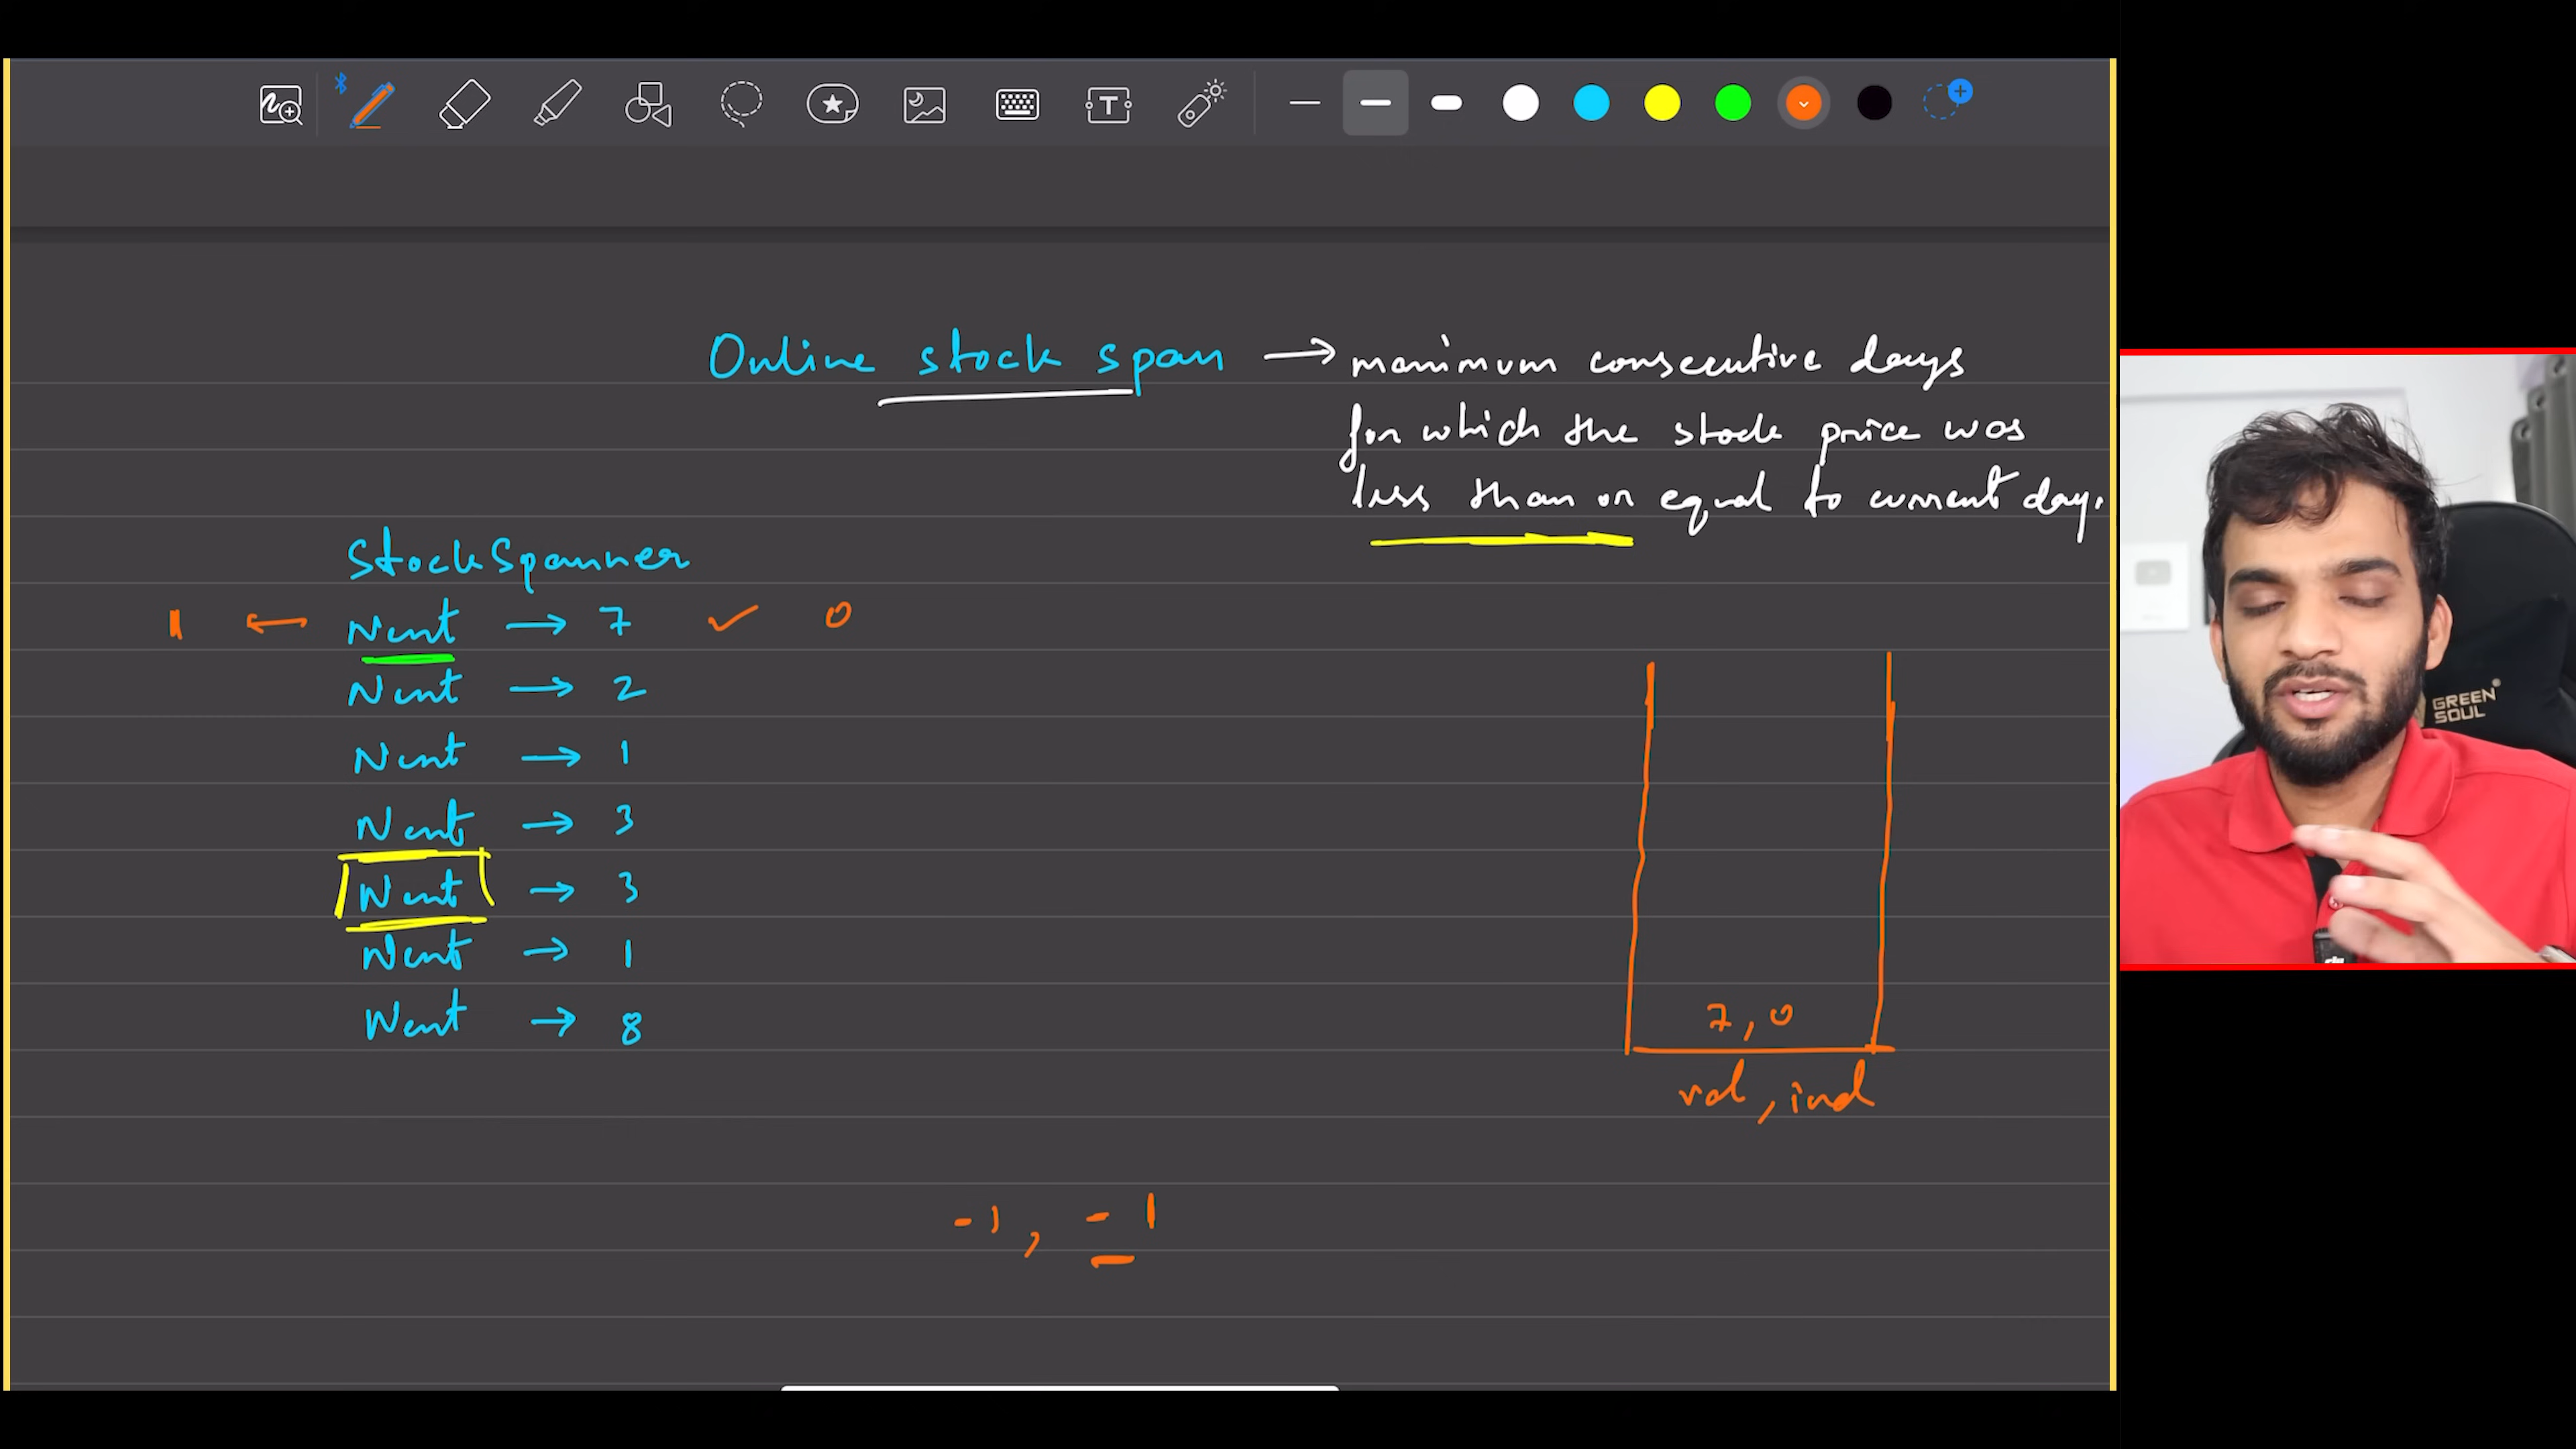 Online stock span → maximum consecutive days
for which the stock price was
less than or equal to current day.
StockSpanner
1 ← Next → 7 ✓ 0
Next → 2
Next → 1
Next → 3
Next → 3
Next → 1
Next → 8
7, 0
val, ind
-1, -1
T
GREEN
SOUL